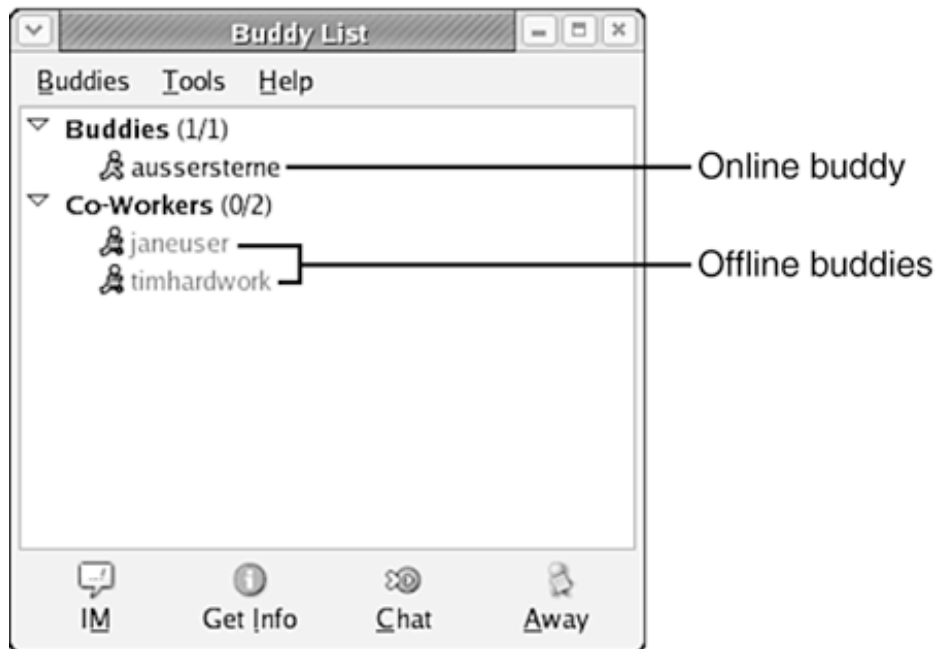 Buddy List
Buddies Tools Help
Buddies (1/1)
aussersterne
Online buddy
Co-Workers (0/2)
janeuser
timhardwork
Offline buddies
IM Get Info Chat Away